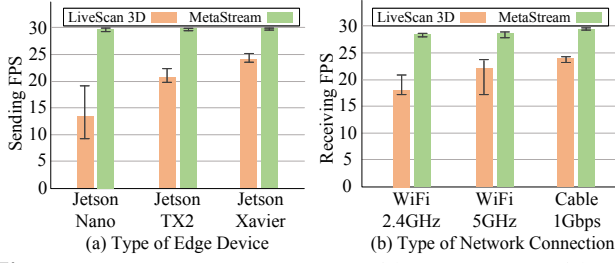 LiveScan 3D MetaStream
30
25
20
15
10
5
0
Sending FPS
Jetson Nano
Jetson TX2
Jetson Xavier
(a) Type of Edge Device
LiveScan 3D MetaStream
30
25
20
15
10
5
0
Receiving FPS
WiFi 2.4GHz
WiFi 5GHz
Cable 1Gbps
(b) Type of Network Connection